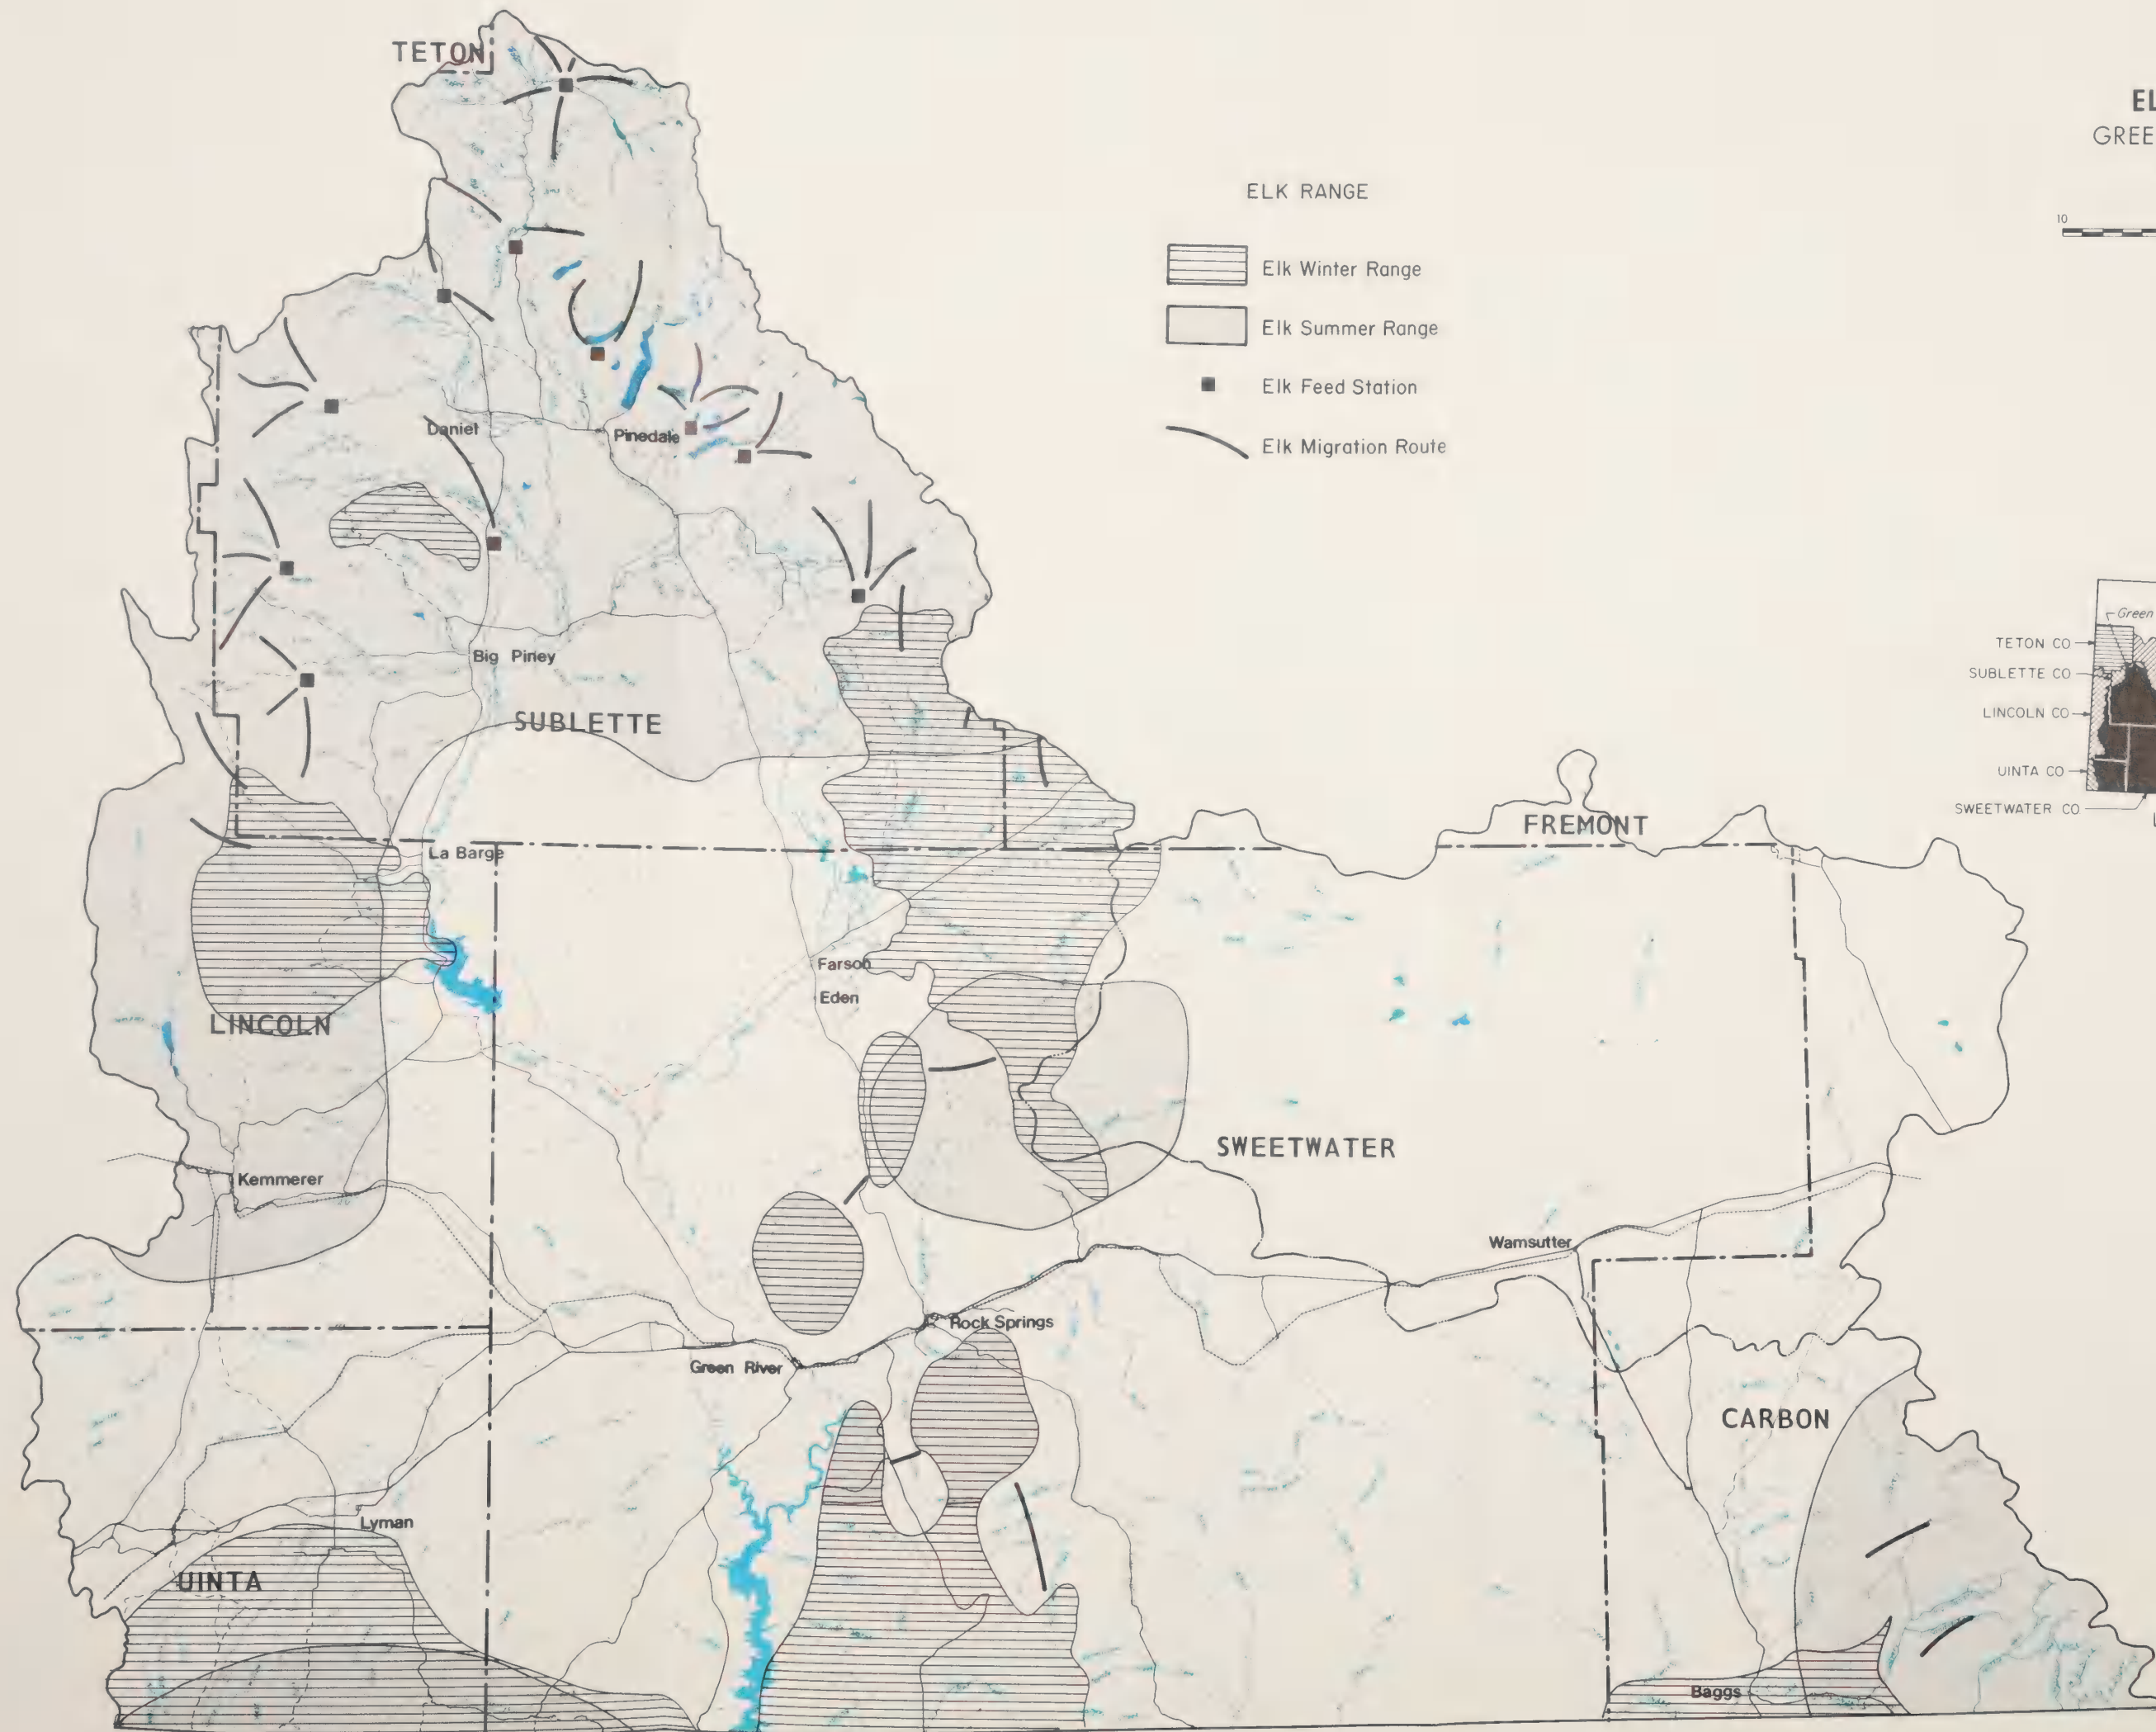 TETON
EL
GREE
ELK RANGE
10
Elk Winter Range
Elk Summer Range
Elk Feed Station
Daniel
Pinedale
Elk Migration Route
Green
TETON CO
SUBLETTE CO
LINCOLN CO
UINTA CO
SWEETWATER CO
Big Piney
SUBLETTE
FREMONT
La Barge
Farson
Eden
LINCOLN
SWEETWATER
Kemmerer
Wamsutter
Rock Springs
Green River
CARBON
Lyman
UINTA
Baggs